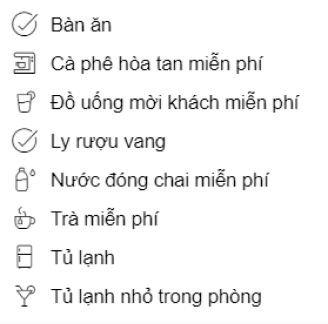 Bàn ăn
Cà phê hòa tan miễn phí
Đồ uống mời khách miễn phí
Ly rượu vang
Nước đóng chai miễn phí
Trà miễn phí
Tủ lạnh
Tủ lạnh nhỏ trong phòng